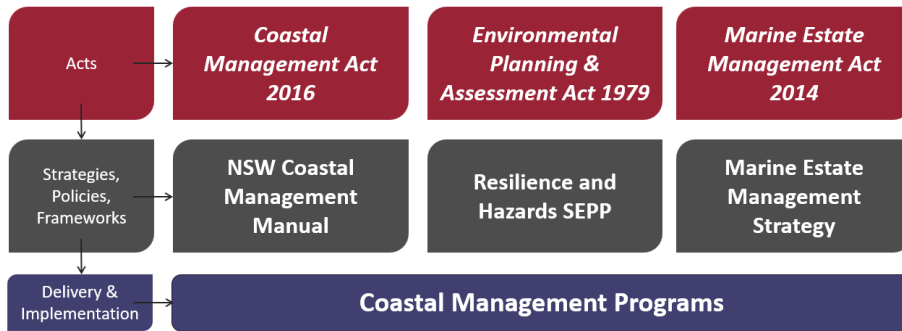 Acts
Coastal
Management Act
2016
Environmental
Planning &
Assessment Act 1979
Marine Estate
Management Act
2014
Strategies,
Policies,
Frameworks
NSW Coastal
Management
Manual
Resilience and
Hazards SEPP
Marine Estate
Management
Strategy
Delivery &
Implementation
Coastal Management Programs